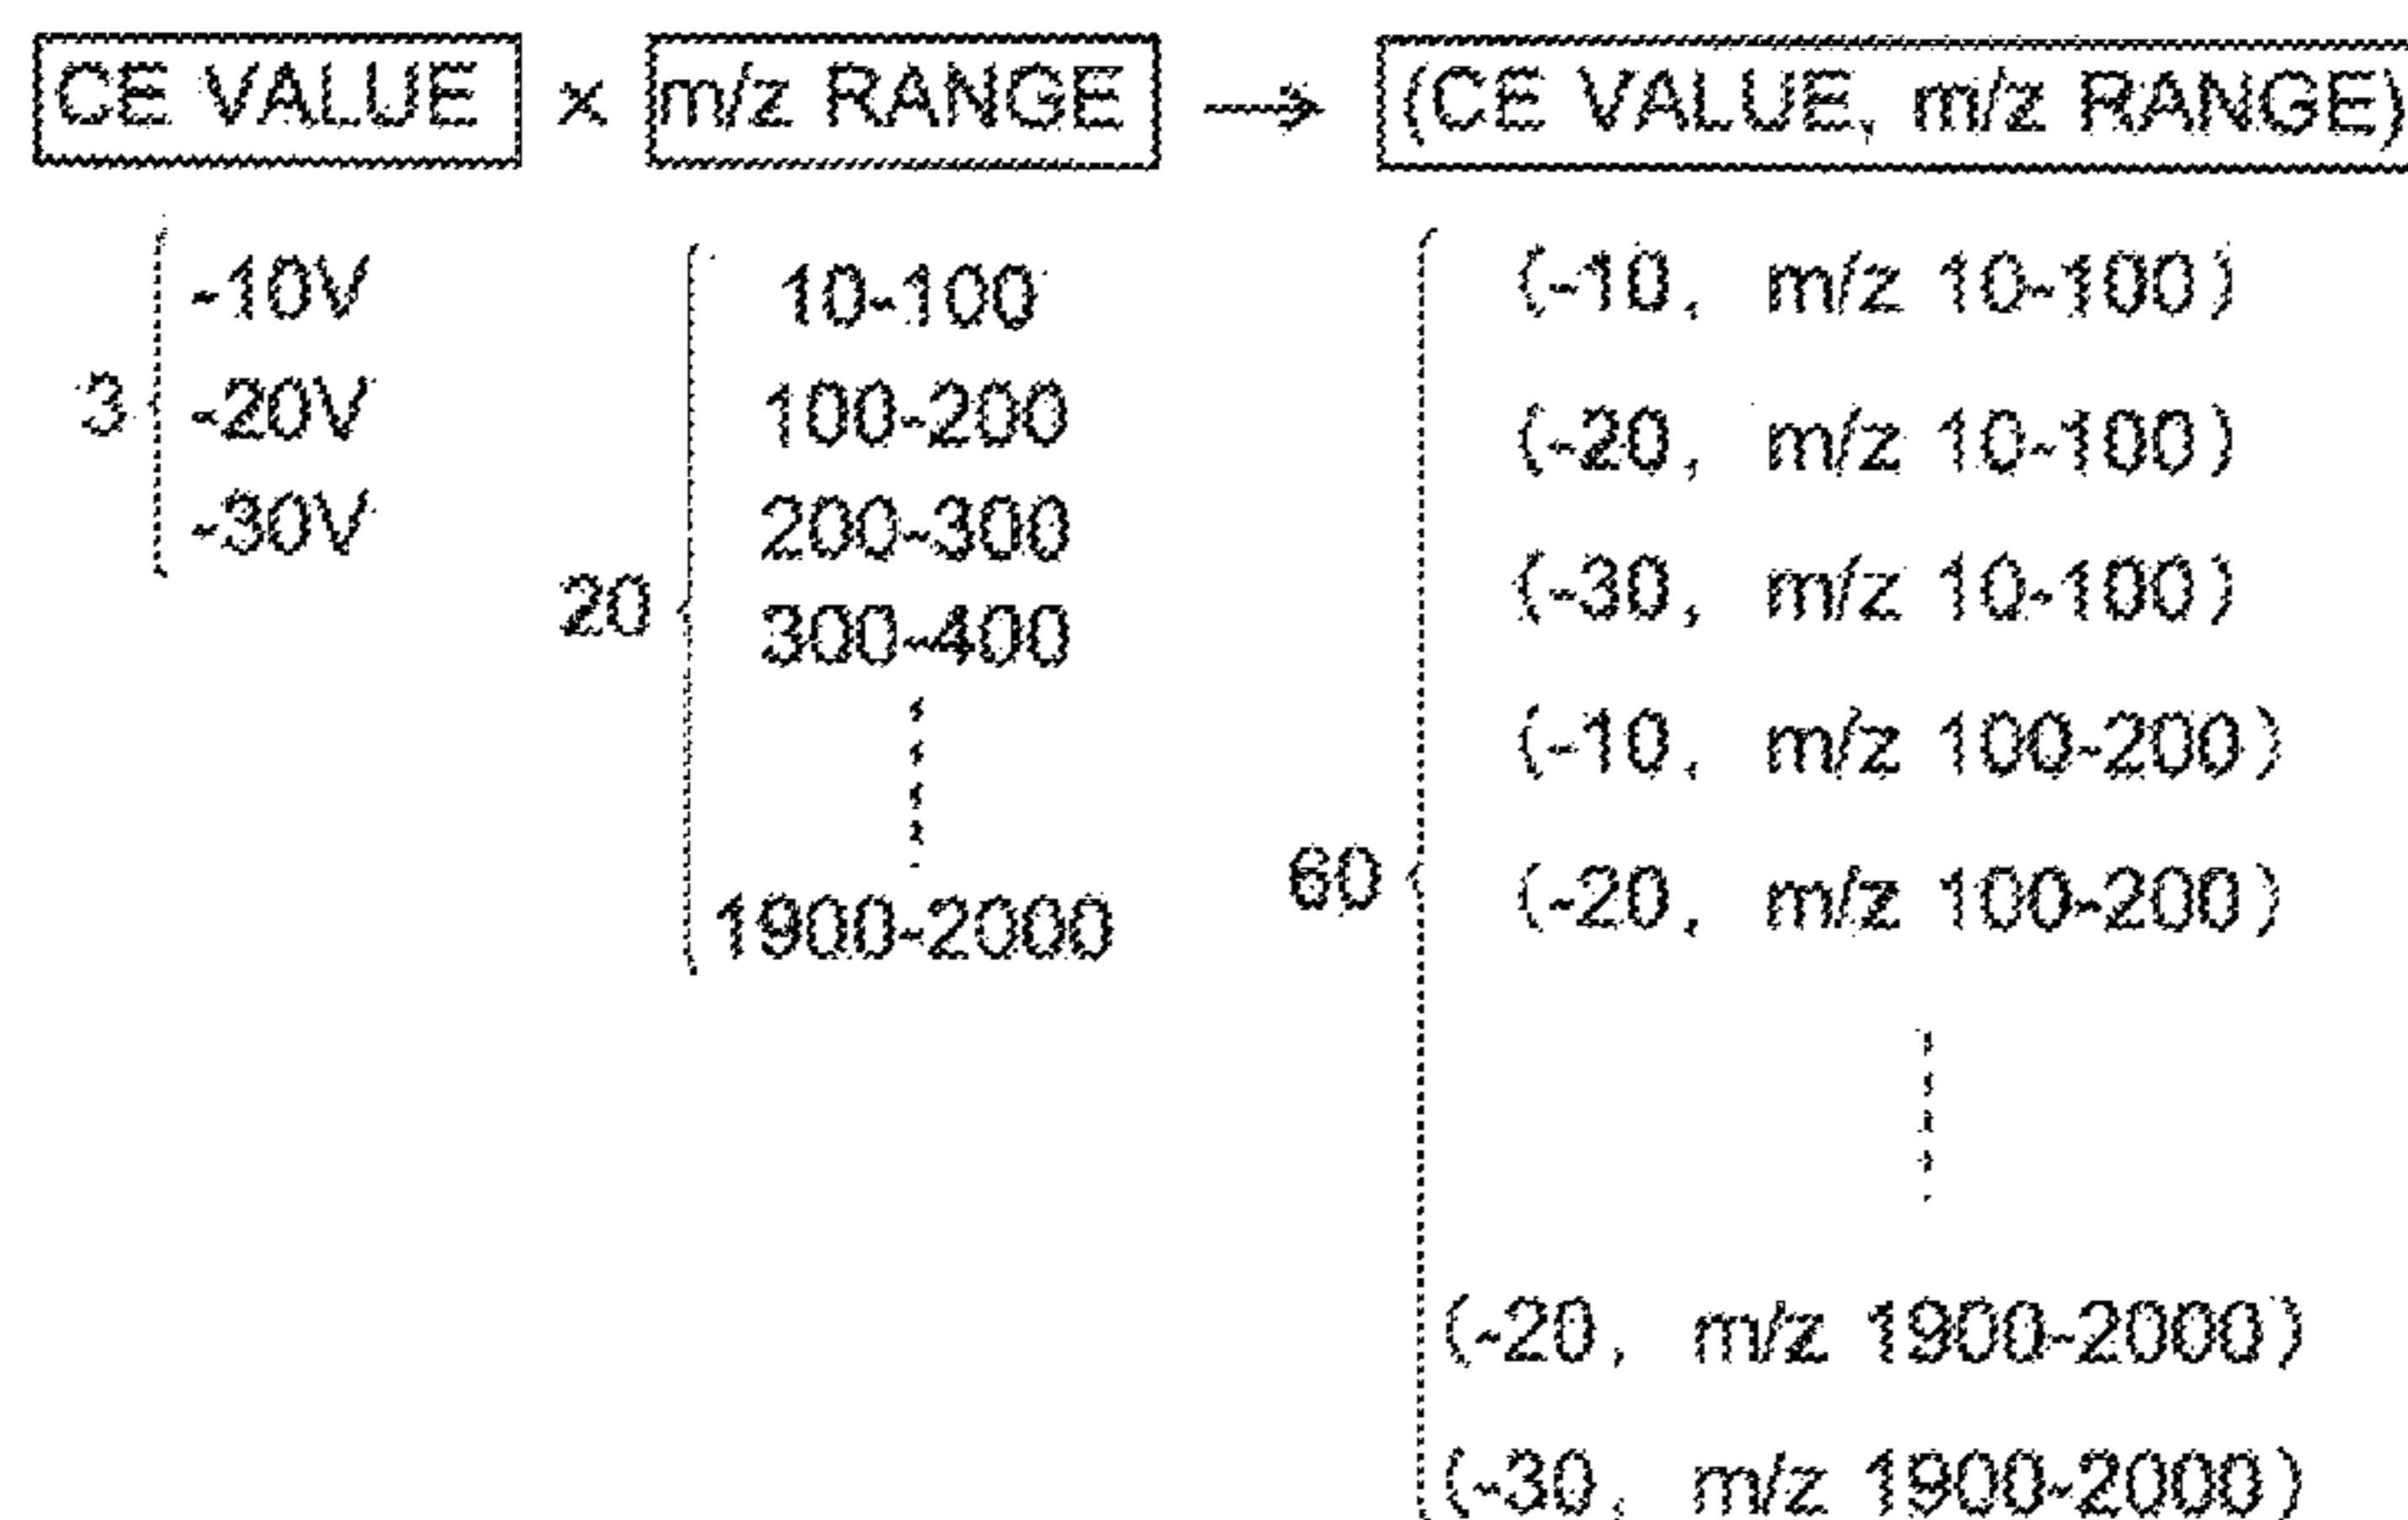 CE VALUE × m/z RANGE → (CE VALUE, m/z RANGE)
-10V
-20V
-30V
3
10-100
100-200
200-300
300-400
1900-2000
20
(-10, m/z 10-100)
(-20, m/z 10-100)
(-30, m/z 10-100)
(-10, m/z 100-200)
(-20, m/z 100-200)
(-20, m/z 1900-2000)
(-30, m/z 1900-2000)
60